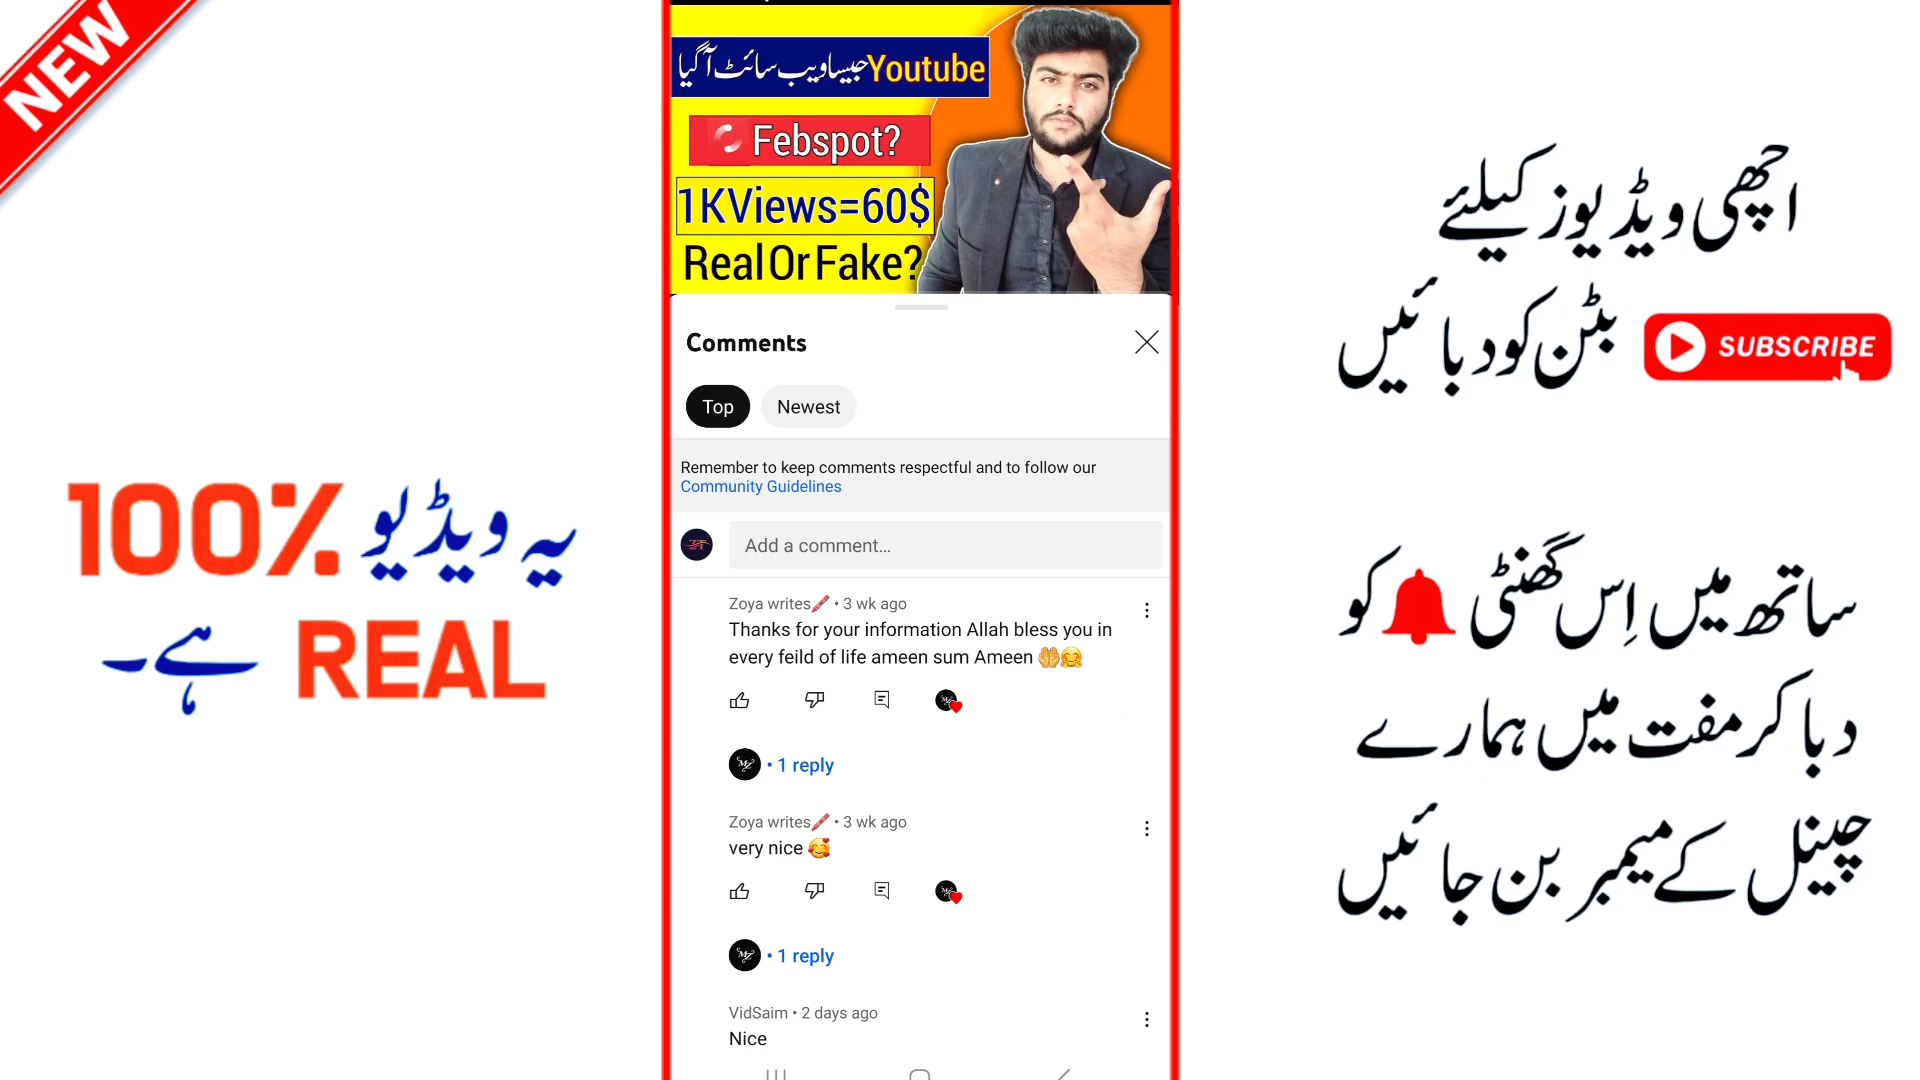 NEW
یہ ویڈیو 100%
REAL ہے۔
Youtube جیسا ویب سائٹ آگیا
Febspot?
1KViews=60$
Real Or Fake?
Comments
Top
Newest
Remember to keep comments respectful and to follow our
Community Guidelines
Add a comment...
Zoya writes🖍️ • 3 wk ago
Thanks for your information Allah bless you in
every feild of life ameen sum Ameen 🤲🤗
• 1 reply
Zoya writes🖍️ • 3 wk ago
very nice 🥰
• 1 reply
VidSaim • 2 days ago
Nice
اچھی ویڈیوز کیلئے
SUBSCRIBE بٹن کو دبائیں
ساتھ میں اِس گھنٹی 🔔 کو
دبا کر مفت میں ہمارے
چینل کے میمبر بن جائیں